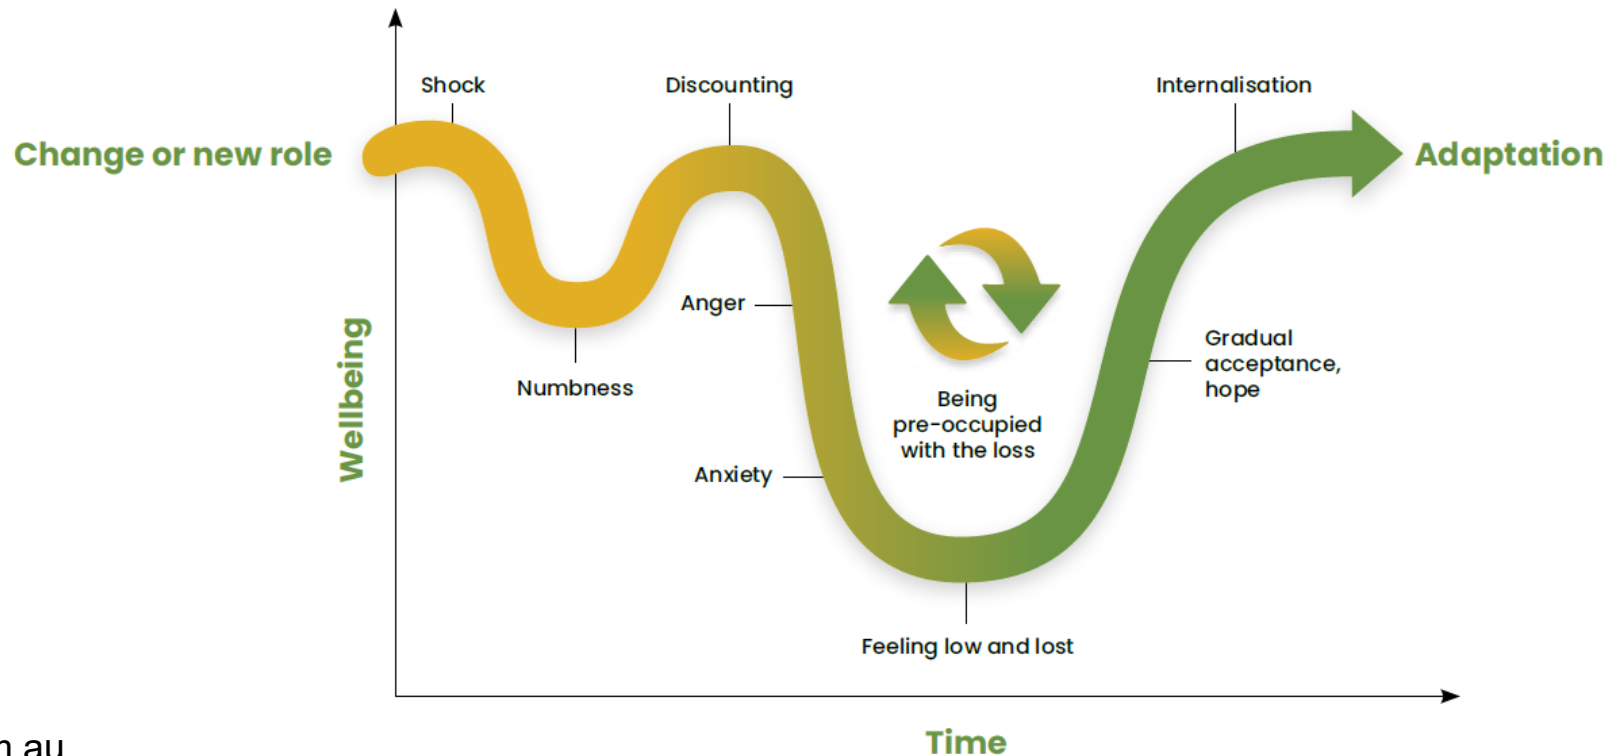 Shock
Discounting
Internalisation
Change or new role
Adaptation
Anger
Numbness
Wellbeing
Being
pre-occupied
with the loss
Gradual
acceptance,
hope
Anxiety
Feeling low and lost
Time
au